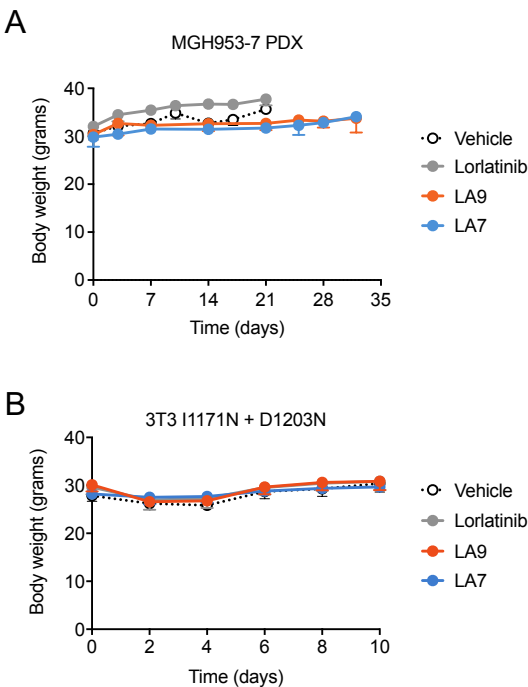 A
MGH953-7 PDX
Body weight (grams)
40
30
20
10
0
0 7 14 21 28 35
Time (days)
Vehicle
Lorlatinib
LA9
LA7
B
3T3 I1171N + D1203N
Body weight (grams)
40
30
20
10
0
0 2 4 6 8 10
Time (days)
Vehicle
Lorlatinib
LA9
LA7